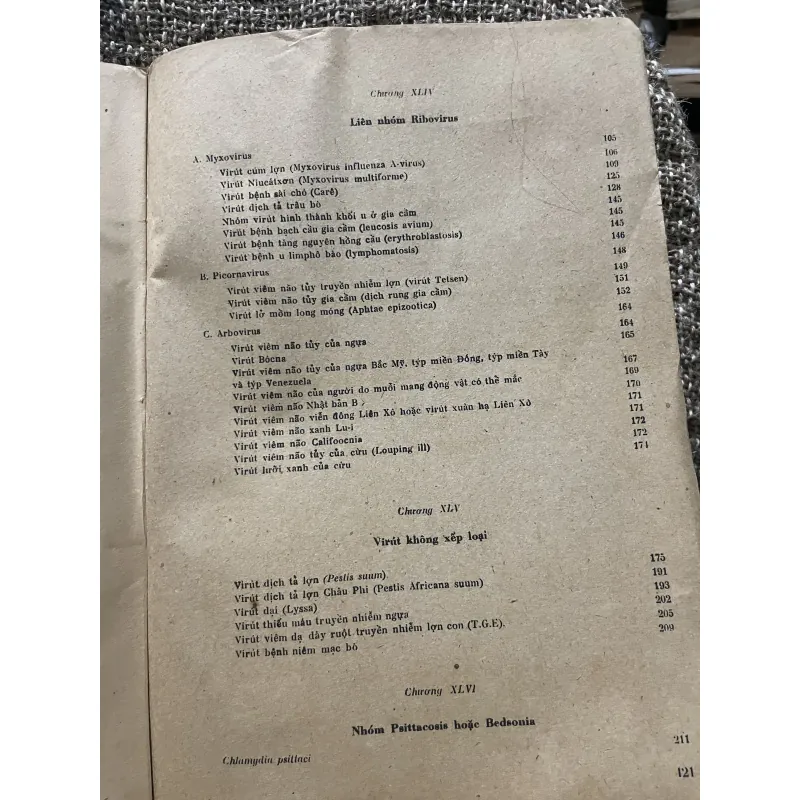 Chương XLIV
Liên nhóm Ribovirus
A. Myxovirus 105
Virút cúm lợn (Myxovirus influenza A-virus) 106
Virút Niucátxơn (Myxovirus multiforme) 109
Virút bệnh sài chó (Carê) 125
Virút dịch tả trâu bò 128
Nhóm virút hình thành khối u ở gia cầm 145
Virút bệnh bạch cầu gia cầm (leucosis avium) 145
Virút bệnh tăng nguyên hồng cầu (erythroblastosis) 145
Virút bệnh u limphô bào (lymphomatosis) 146
B. Picornavirus 148
Virút viêm não tủy truyền nhiễm lợn (virút Telsen) 149
Virút viêm não tủy gia cầm (dịch rung gia cầm) 151
Virút lở mồm long móng (Aphtae epizootica) 152
C. Arbovirus 164
Virút viêm não tủy của ngựa 164
Virút Bócna 165
Virút viêm não tủy của ngựa Bắc Mỹ, týp miền Đông, týp miền Tây
và týp Venezuela 167
Virút viêm não của người do muỗi mang động vật có thể mắc 169
Virút viêm não Nhật bản B 170
Virút viêm não viễn đông Liên Xô hoặc virút xuân hạ Liên Xô 171
Virút viêm não xanh Lu-i 171
Virút viêm não Califoocnia 172
Virút viêm não tủy của cừu (Louping ill) 172
Virút lưỡi xanh của cừu 174
Chương XLV
Virút không xếp loại
Virút dịch tả lợn (Pestis suum) 175
Virút dịch tả lợn Châu Phi (Pestis Africana suum) 191
Virút dại (Lyssa) 193
Virút thiếu máu truyền nhiễm ngựa 202
Virút viêm dạ dày ruột truyền nhiễm lợn con (T.G.E). 205
Virút bệnh niêm mạc bò 209
Chương XLVI
Nhóm Psittacosis hoặc Bedsonia
Chlamydia psittaci 211
421